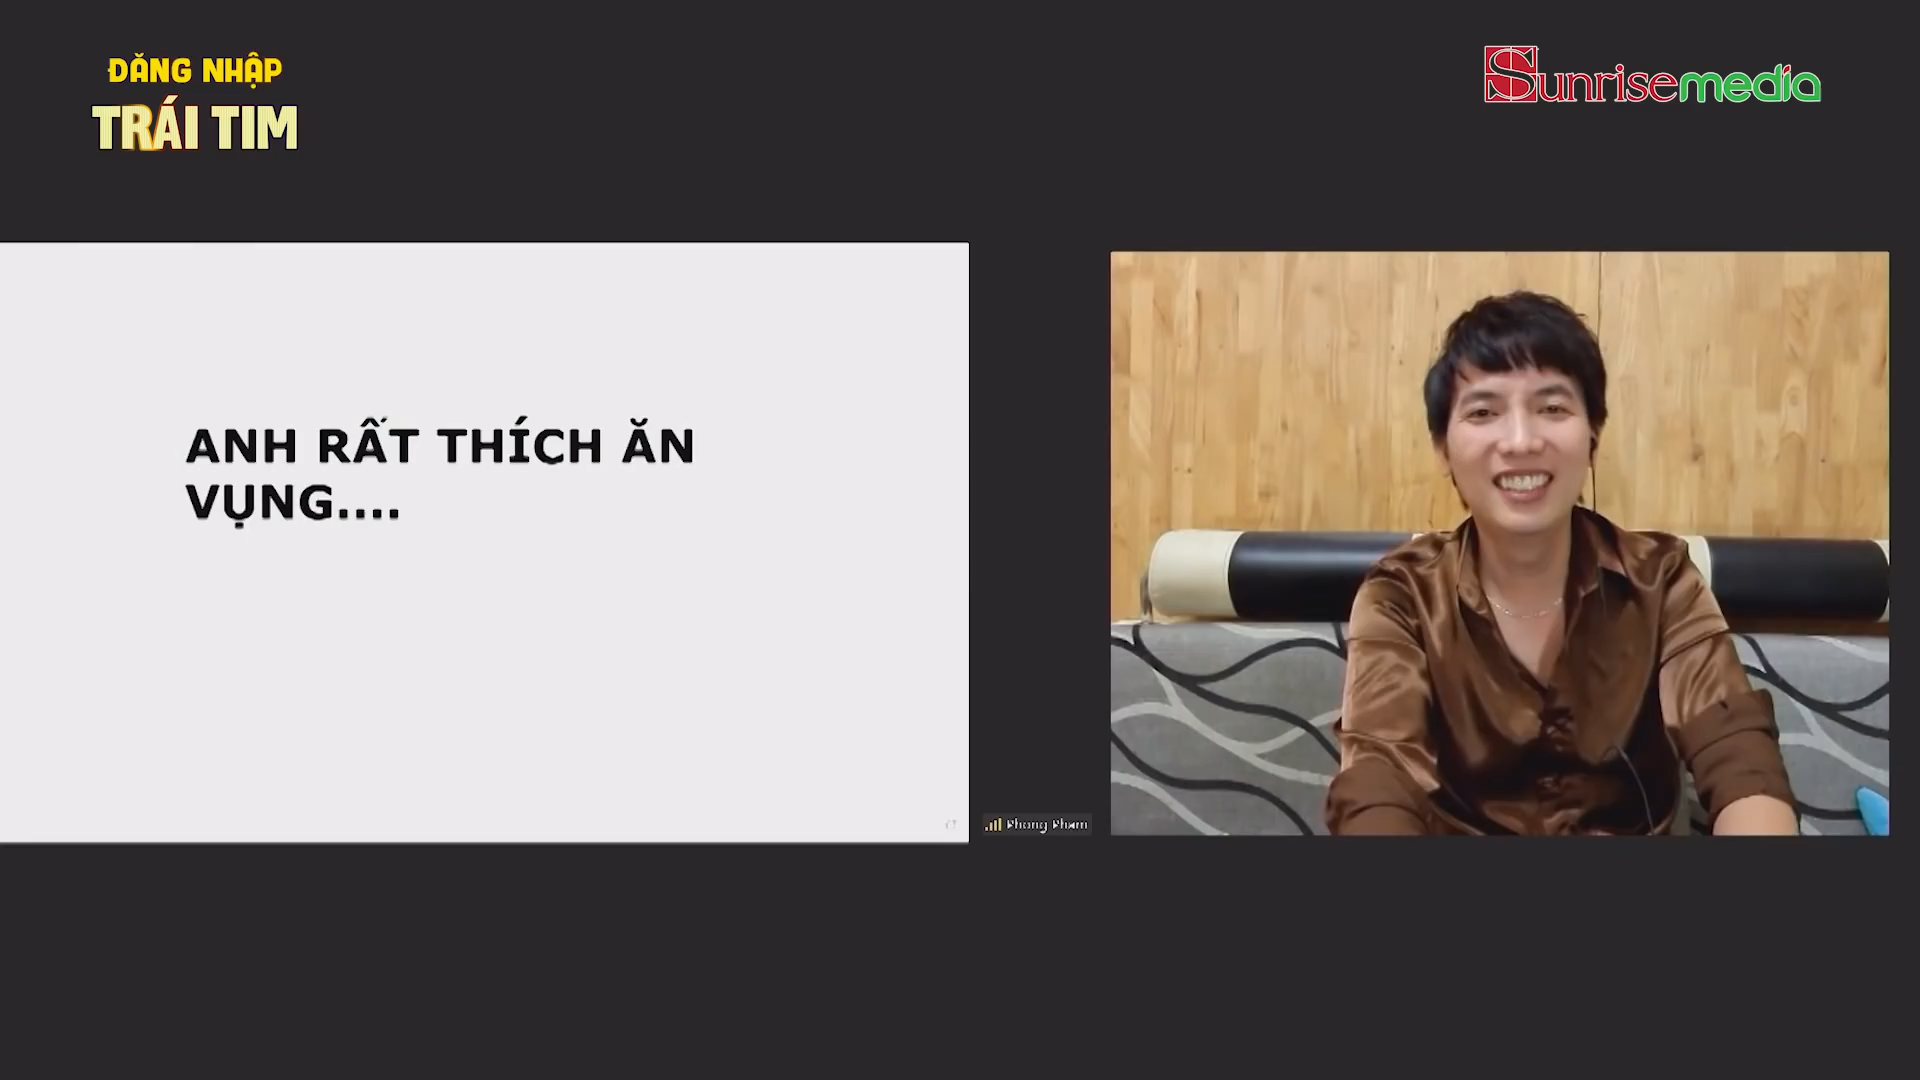 ĐĂNG NHẬP
TRÁI TIM
Sunrisemedia
ANH RẤT THÍCH ĂN
VỤNG....
Phong Pham